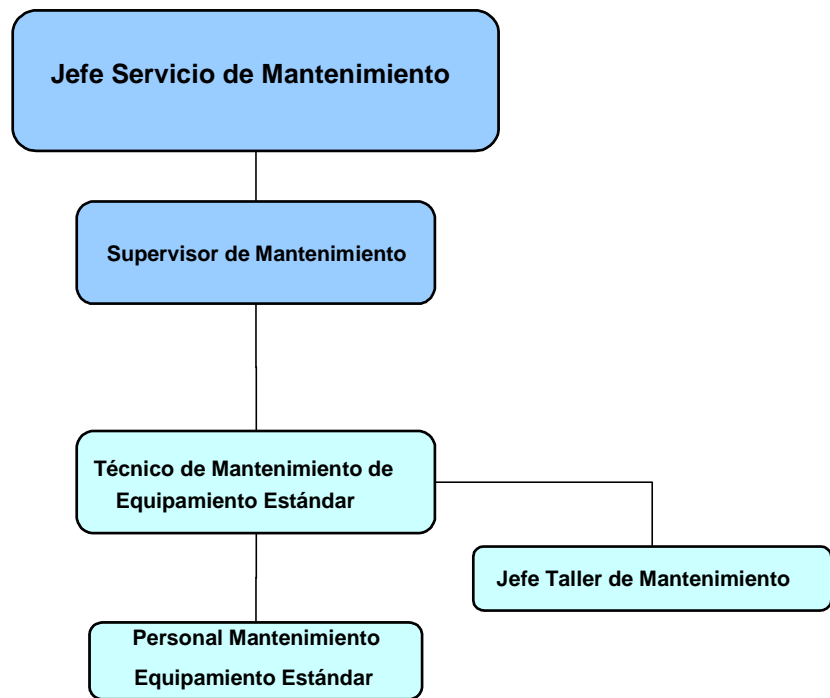 Jefe Servicio de Mantenimiento
Supervisor de Mantenimiento
Técnico de Mantenimiento de
Equipamiento Estándar
Jefe Taller de Mantenimiento
Personal Mantenimiento
Equipamiento Estándar